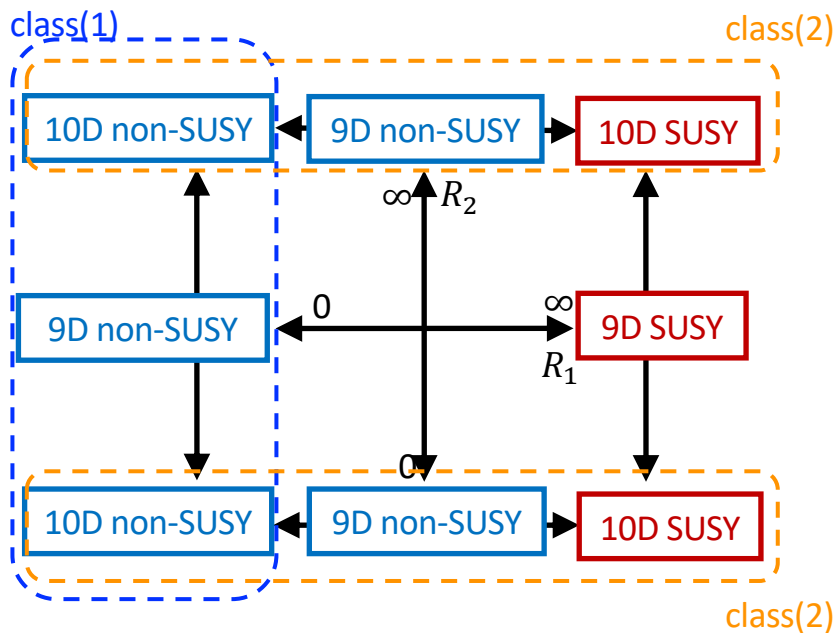 class(1)
class(2)
10D non-SUSY
9D non-SUSY
10D SUSY
∞ R₂
0
∞
9D non-SUSY
9D SUSY
R₁
0
10D non-SUSY
9D non-SUSY
10D SUSY
class(2)